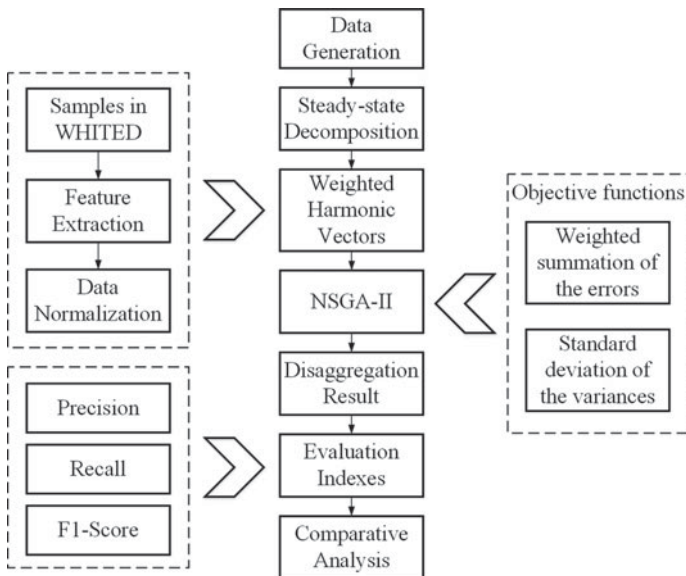 Samples in
WHITED
Feature
Extraction
Data
Normalization
Precision
Recall
F1-Score
Data
Generation
Steady-state
Decomposition
Weighted
Harmonic
Vectors
NSGA-II
Disaggregation
Result
Evaluation
Indexes
Comparative
Analysis
Objective functions
Weighted
summation of
the errors
Standard
deviation of
the variances